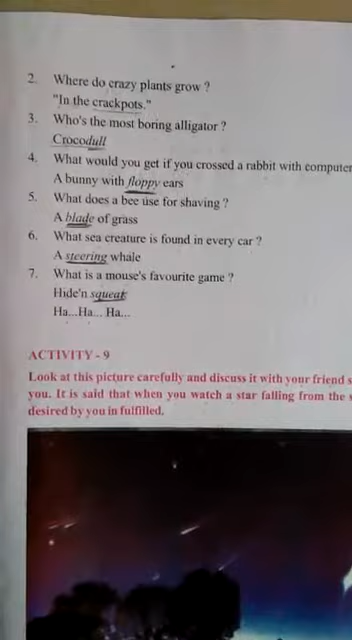 2. Where do crazy plants grow ?
"In the crackpots."
3. Who's the most boring alligator ?
Crocodull
4. What would you get if you crossed a rabbit with computer
A bunny with floppy ears
5. What does a bee use for shaving ?
A blade of grass
6. What sea creature is found in every car ?
A steering whale
7. What is a mouse's favourite game ?
Hide'n squeak
Ha...Ha... Ha...
ACTIVITY - 9
Look at this picture carefully and discuss it with your friend s
you. It is said that when you watch a star falling from the s
desired by you in fulfilled.